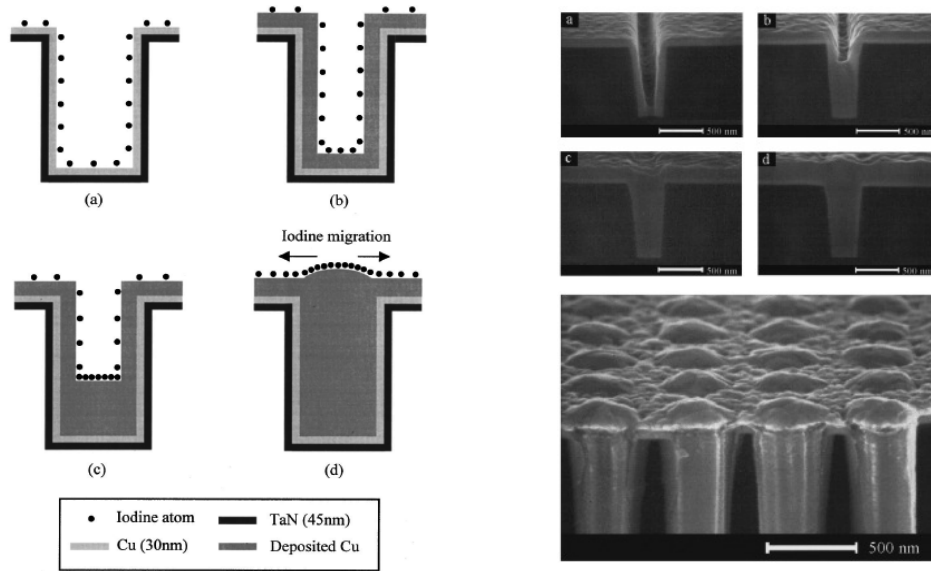 (a)
(b)
Iodine migration
(c)
(d)
Iodine atom
TaN (45nm)
Cu (30nm)
Deposited Cu
a
500 nm
b
500 nm
c
500 nm
d
500 nm
500 nm